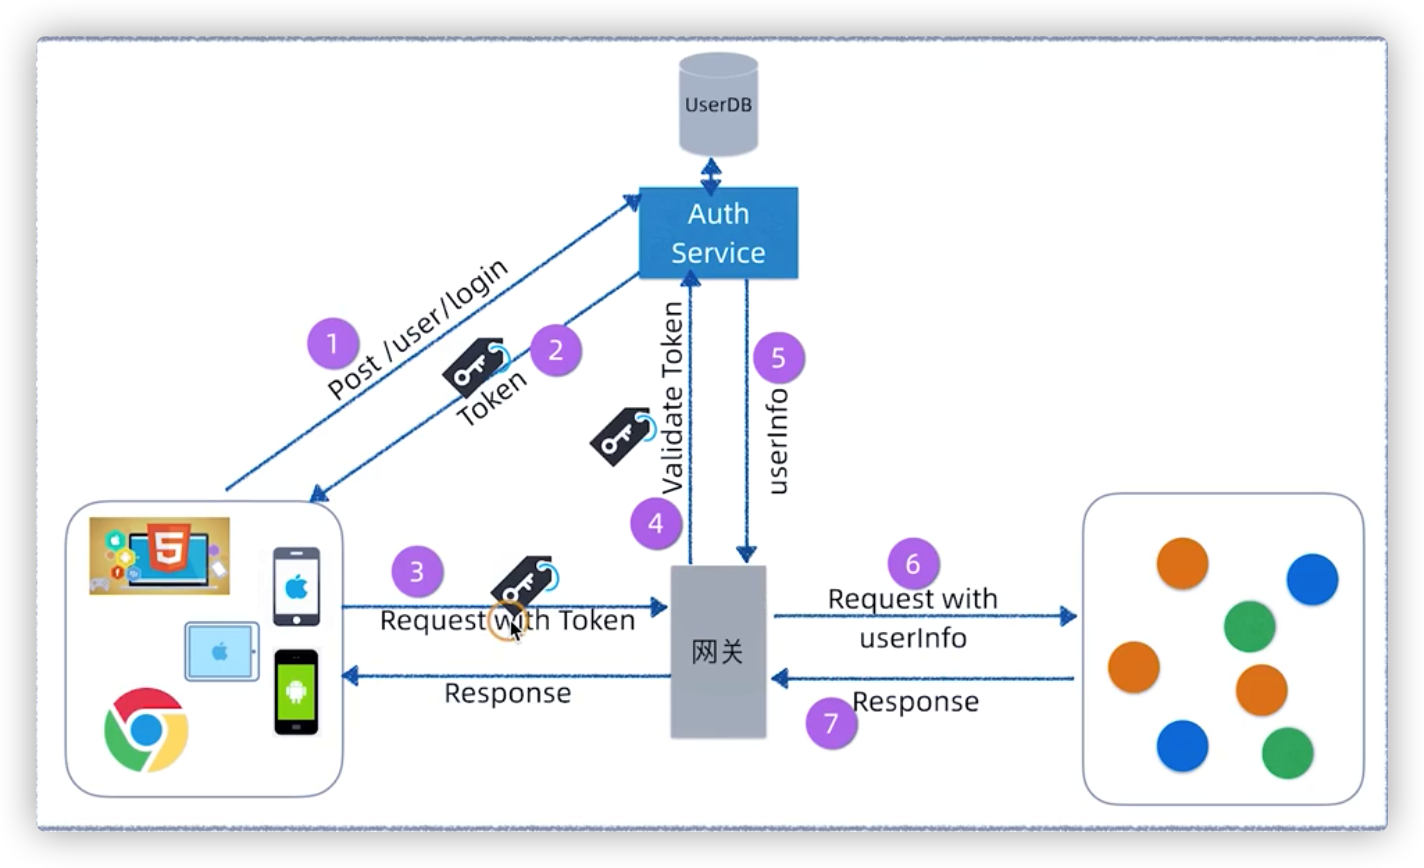 UserDB
Auth
Service
1
Post /user/login
2
Token
Validate Token
4
5
userInfo
3
Request with Token
Response
网关
6
Request with
userInfo
7
Response
5